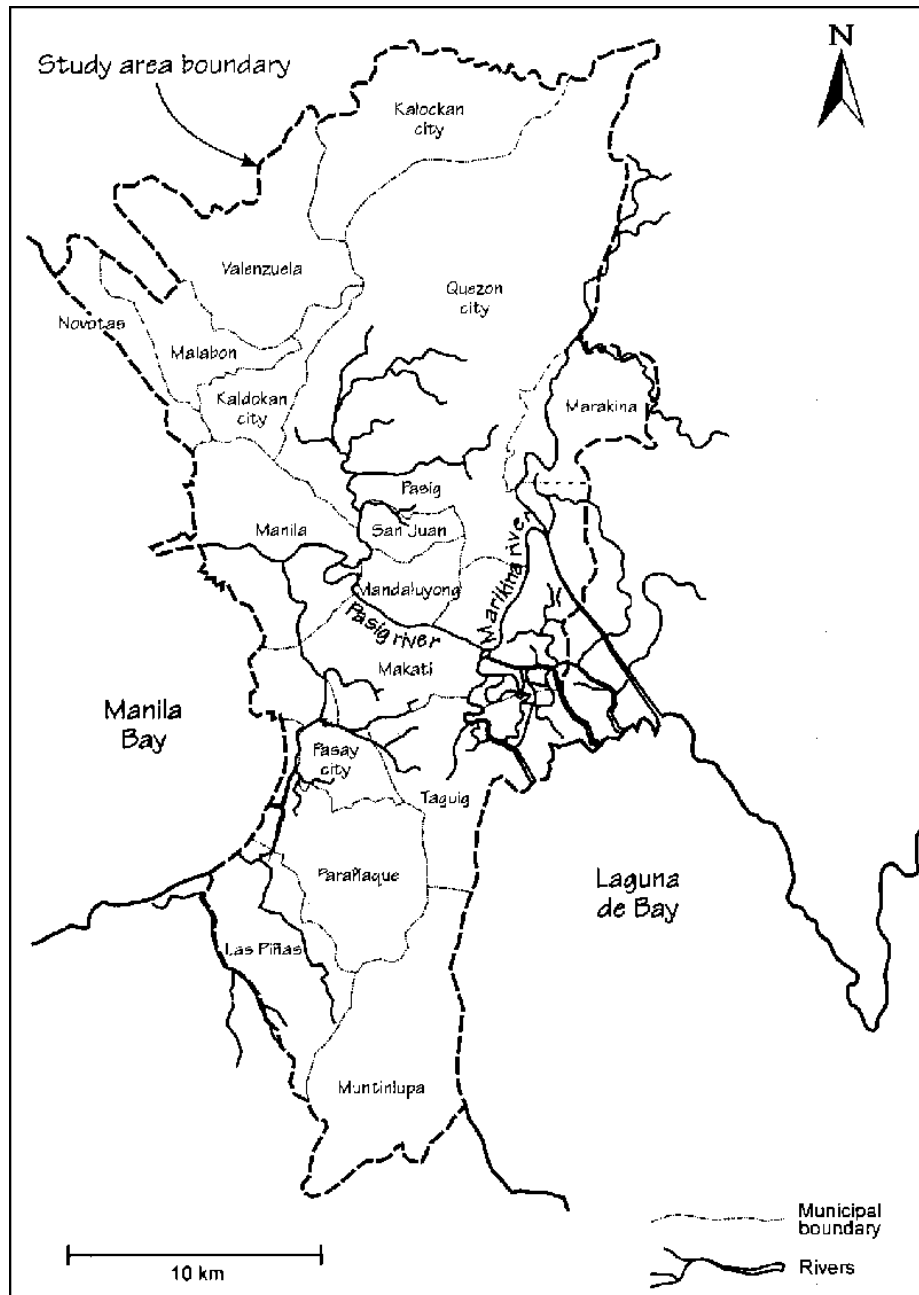 N
Study area boundary
Kalockan
city
Valenzuela
Quezon
city
Novotas
Malabon
Kaldokan
city
Marakina
Pasig
Manila
San Juan
Mandaluyong
Marikina river
Pasig river
Makati
Manila
Bay
Pasay
city
Taguig
Parañaque
Laguna
de Bay
Las Piñas
Muntinlupa
Municipal
boundary
10 km
Rivers